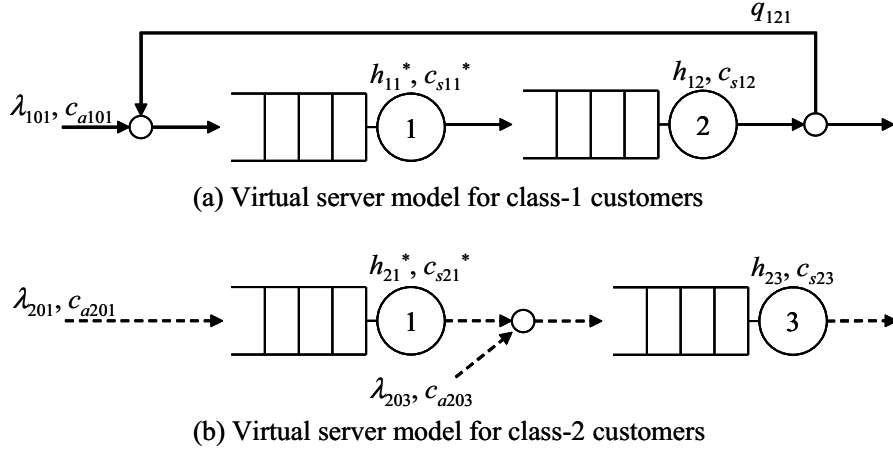 q₁₂₁
λ₁₀₁, cₐ₁₀₁
h₁₁*, cₛ₁₁*
h₁₂, cₛ₁₂
1
2
(a) Virtual server model for class-1 customers
λ₂₀₁, cₐ₂₀₁
h₂₁*, cₛ₂₁*
h₂₃, cₛ₂₃
1
3
λ₂₀₃, cₐ₂₀₃
(b) Virtual server model for class-2 customers